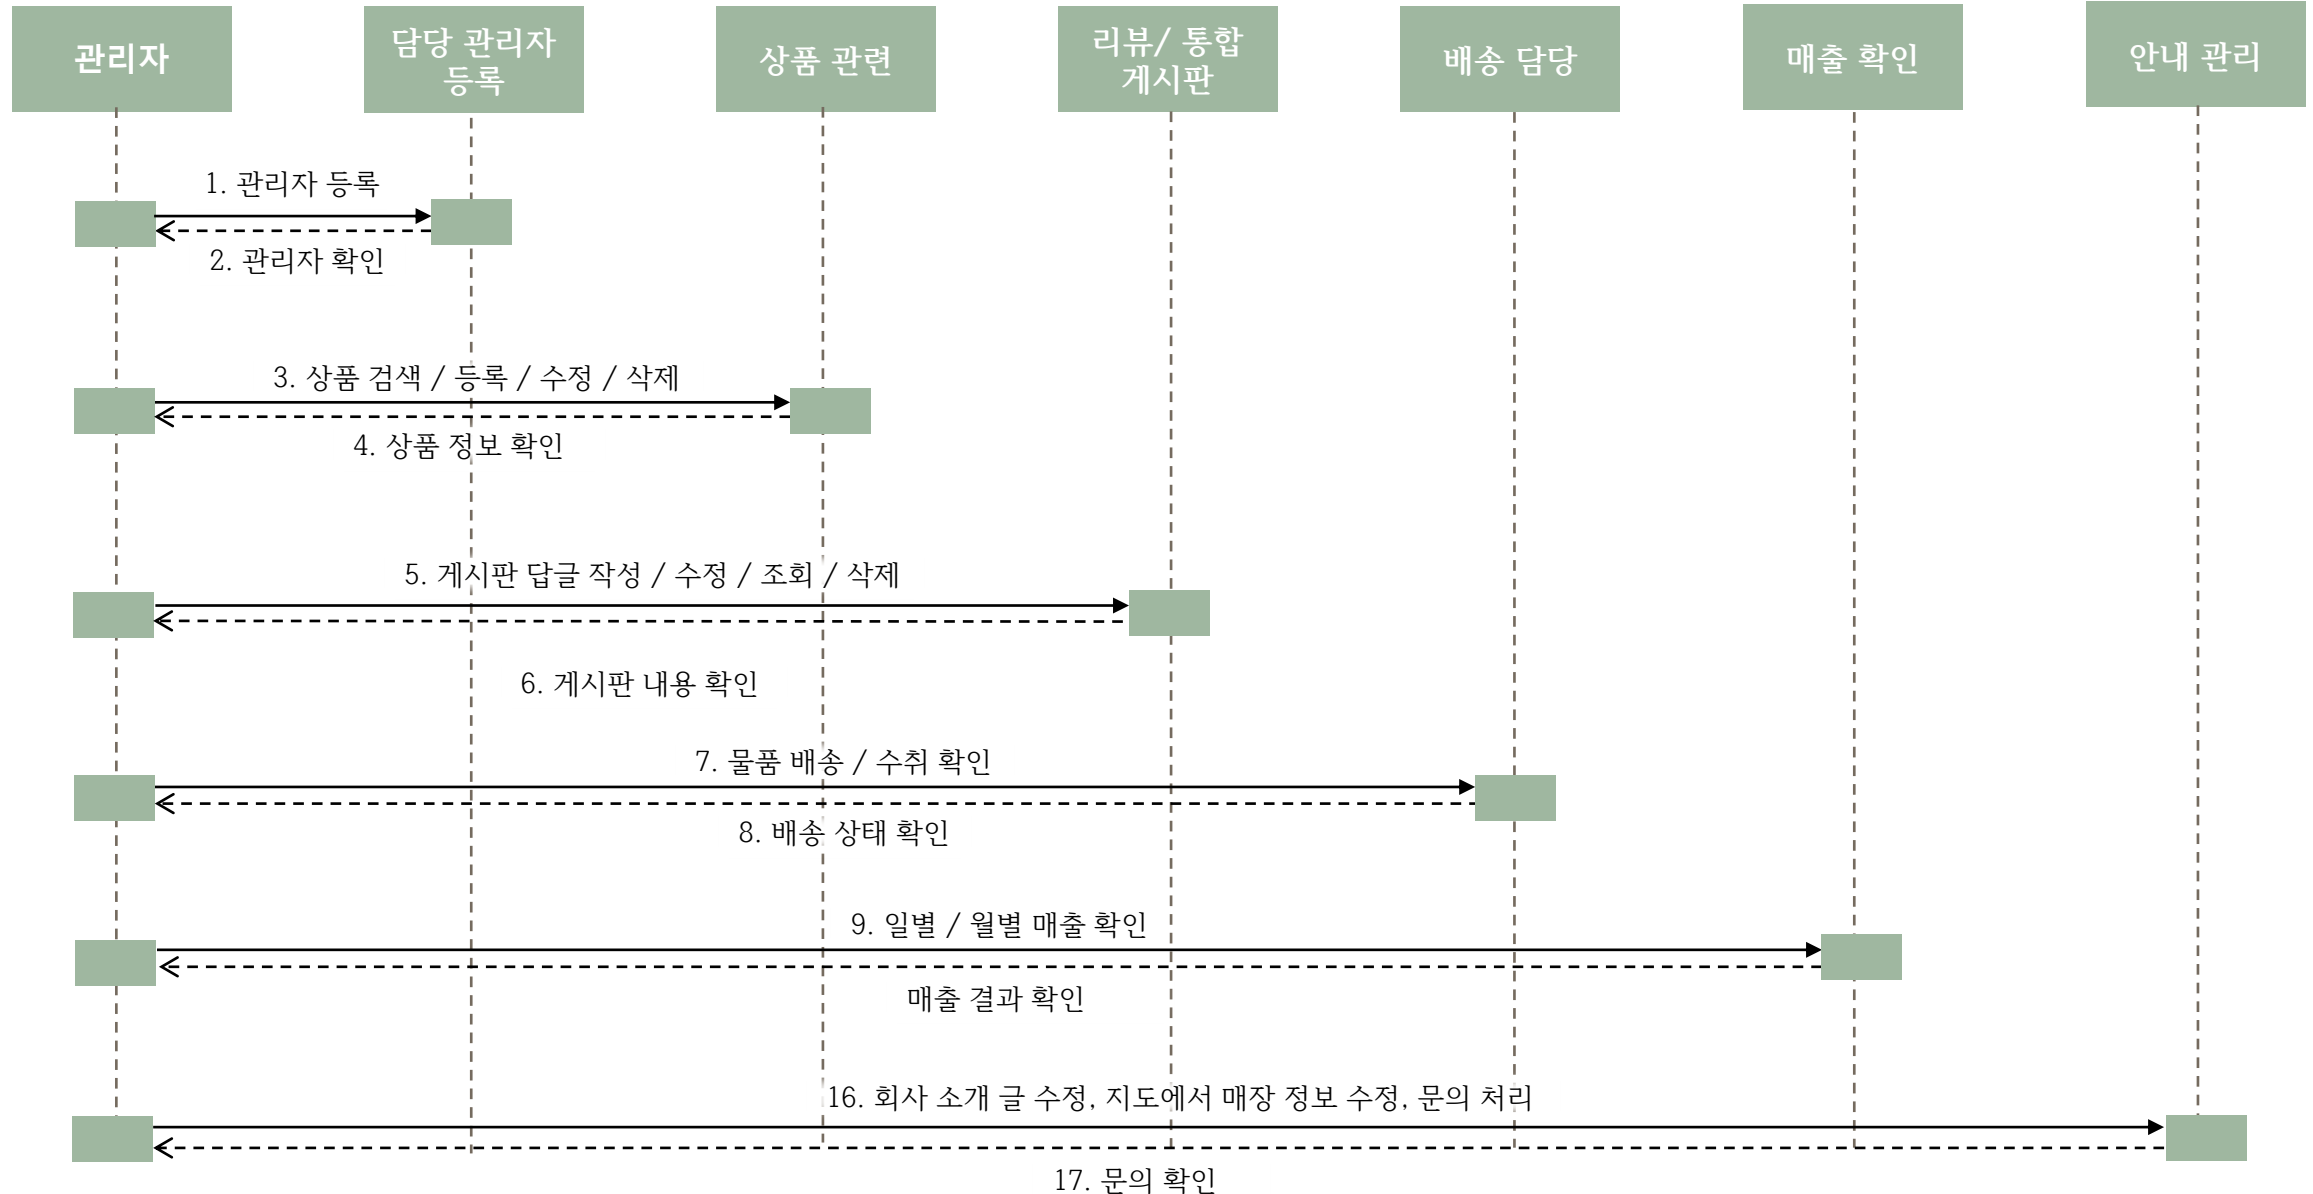 관리자
담당 관리자
등록
상품 관련
리뷰/ 통합
게시판
배송 담당
매출 확인
안내 관리
1. 관리자 등록
2. 관리자 확인
3. 상품 검색 / 등록 / 수정 / 삭제
4. 상품 정보 확인
5. 게시판 답글 작성 / 수정 / 조회 / 삭제
6. 게시판 내용 확인
7. 물품 배송 / 수취 확인
8. 배송 상태 확인
9. 일별 / 월별 매출 확인
매출 결과 확인
16. 회사 소개 글 수정, 지도에서 매장 정보 수정, 문의 처리
17. 문의 확인